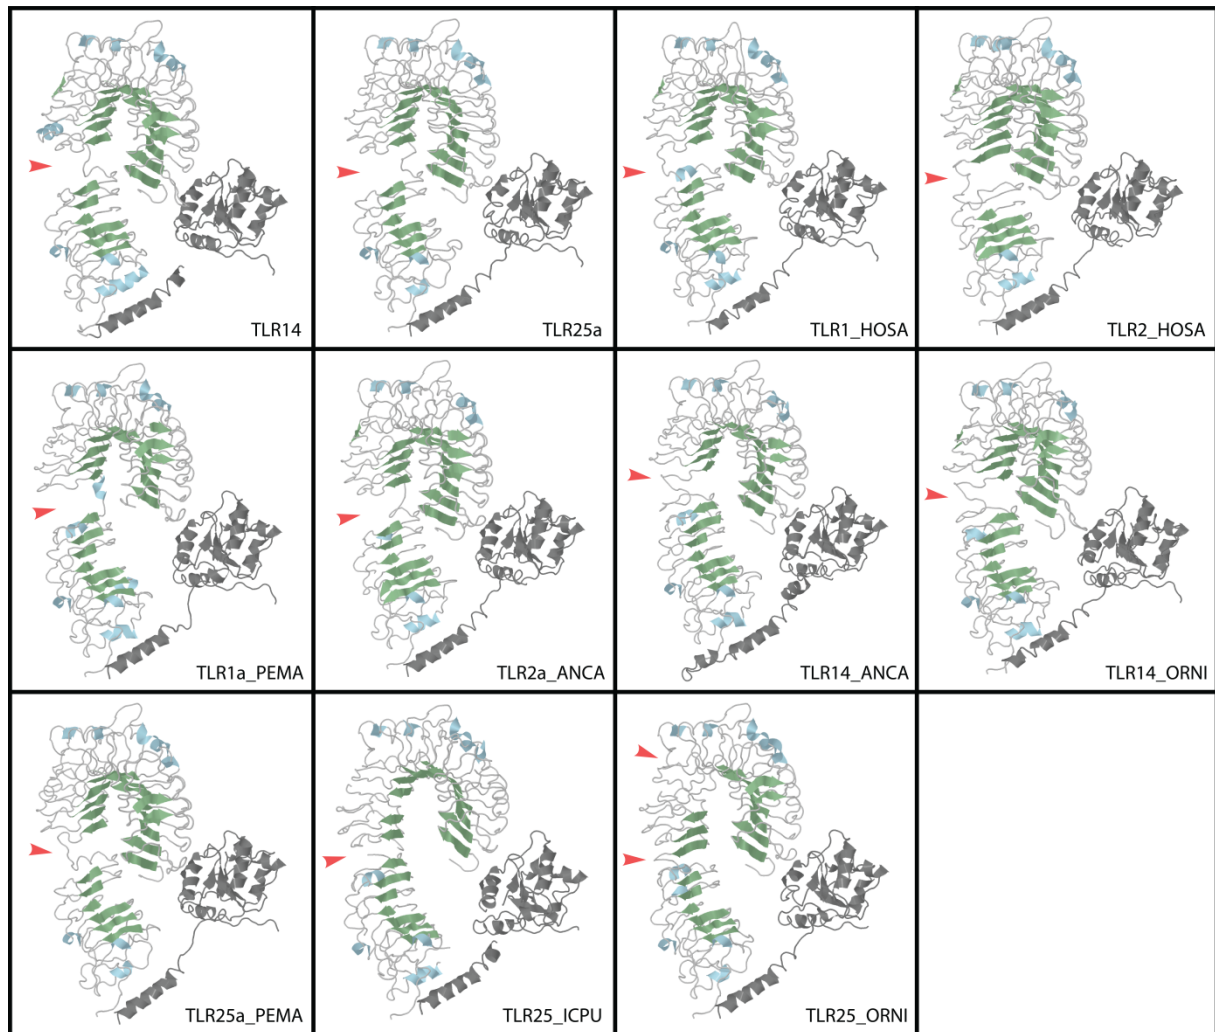 TLR14
TLR25a
TLR1_HOSA
TLR2_HOSA
TLR1a_PEMA
TLR2a_ANCA
TLR14_ANCA
TLR14_ORNI
TLR25a_PEMA
TLR25_ICPU
TLR25_ORNI